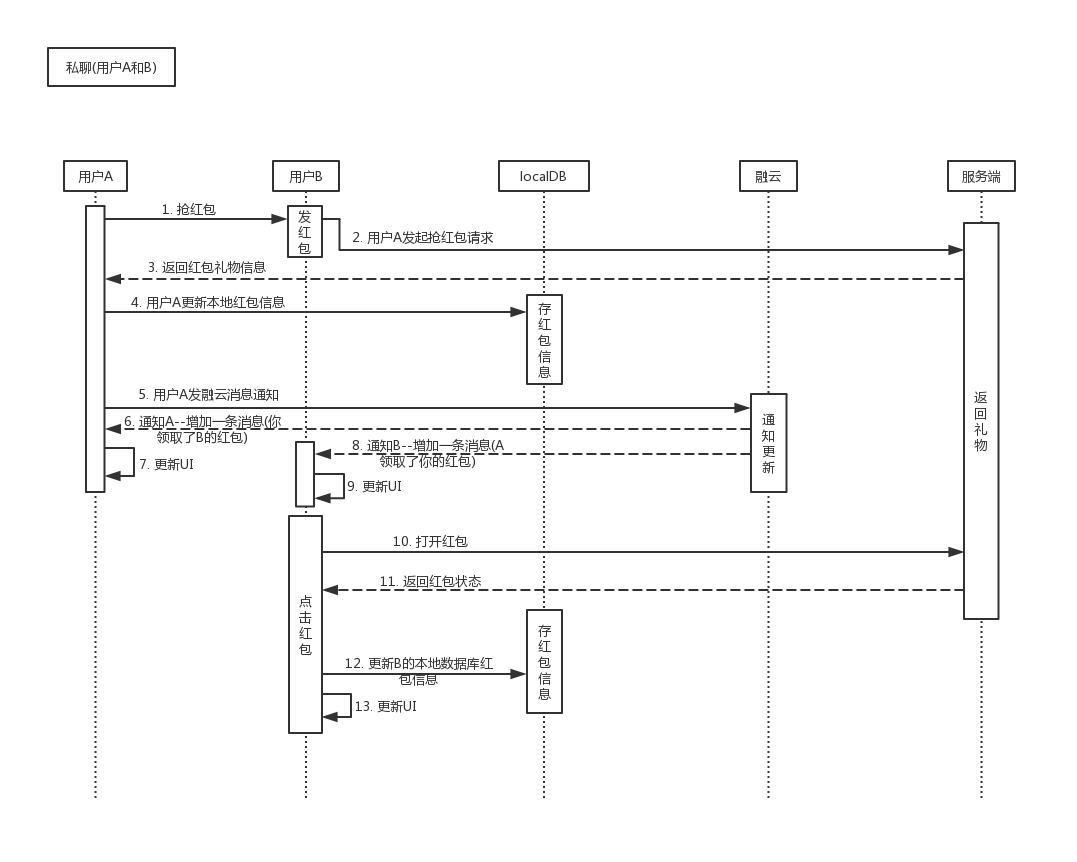 私聊(用户A和B)
用户A
用户B
localDB
融云
服务端
1. 抢红包
发红包
2. 用户A发起抢红包请求
3. 返回红包礼物信息
4. 用户A更新本地红包信息
存红包信息
5. 用户A发融云消息通知
6. 通知A--增加一条消息(你
领取了B的红包)
通知更新
返回礼物
8. 通知B--增加一条消息(A
领取了你的红包)
7. 更新UI
9. 更新UI
10. 打开红包
11. 返回红包状态
点击红包
存红包信息
12. 更新B的本地数据库红
包信息
13. 更新UI